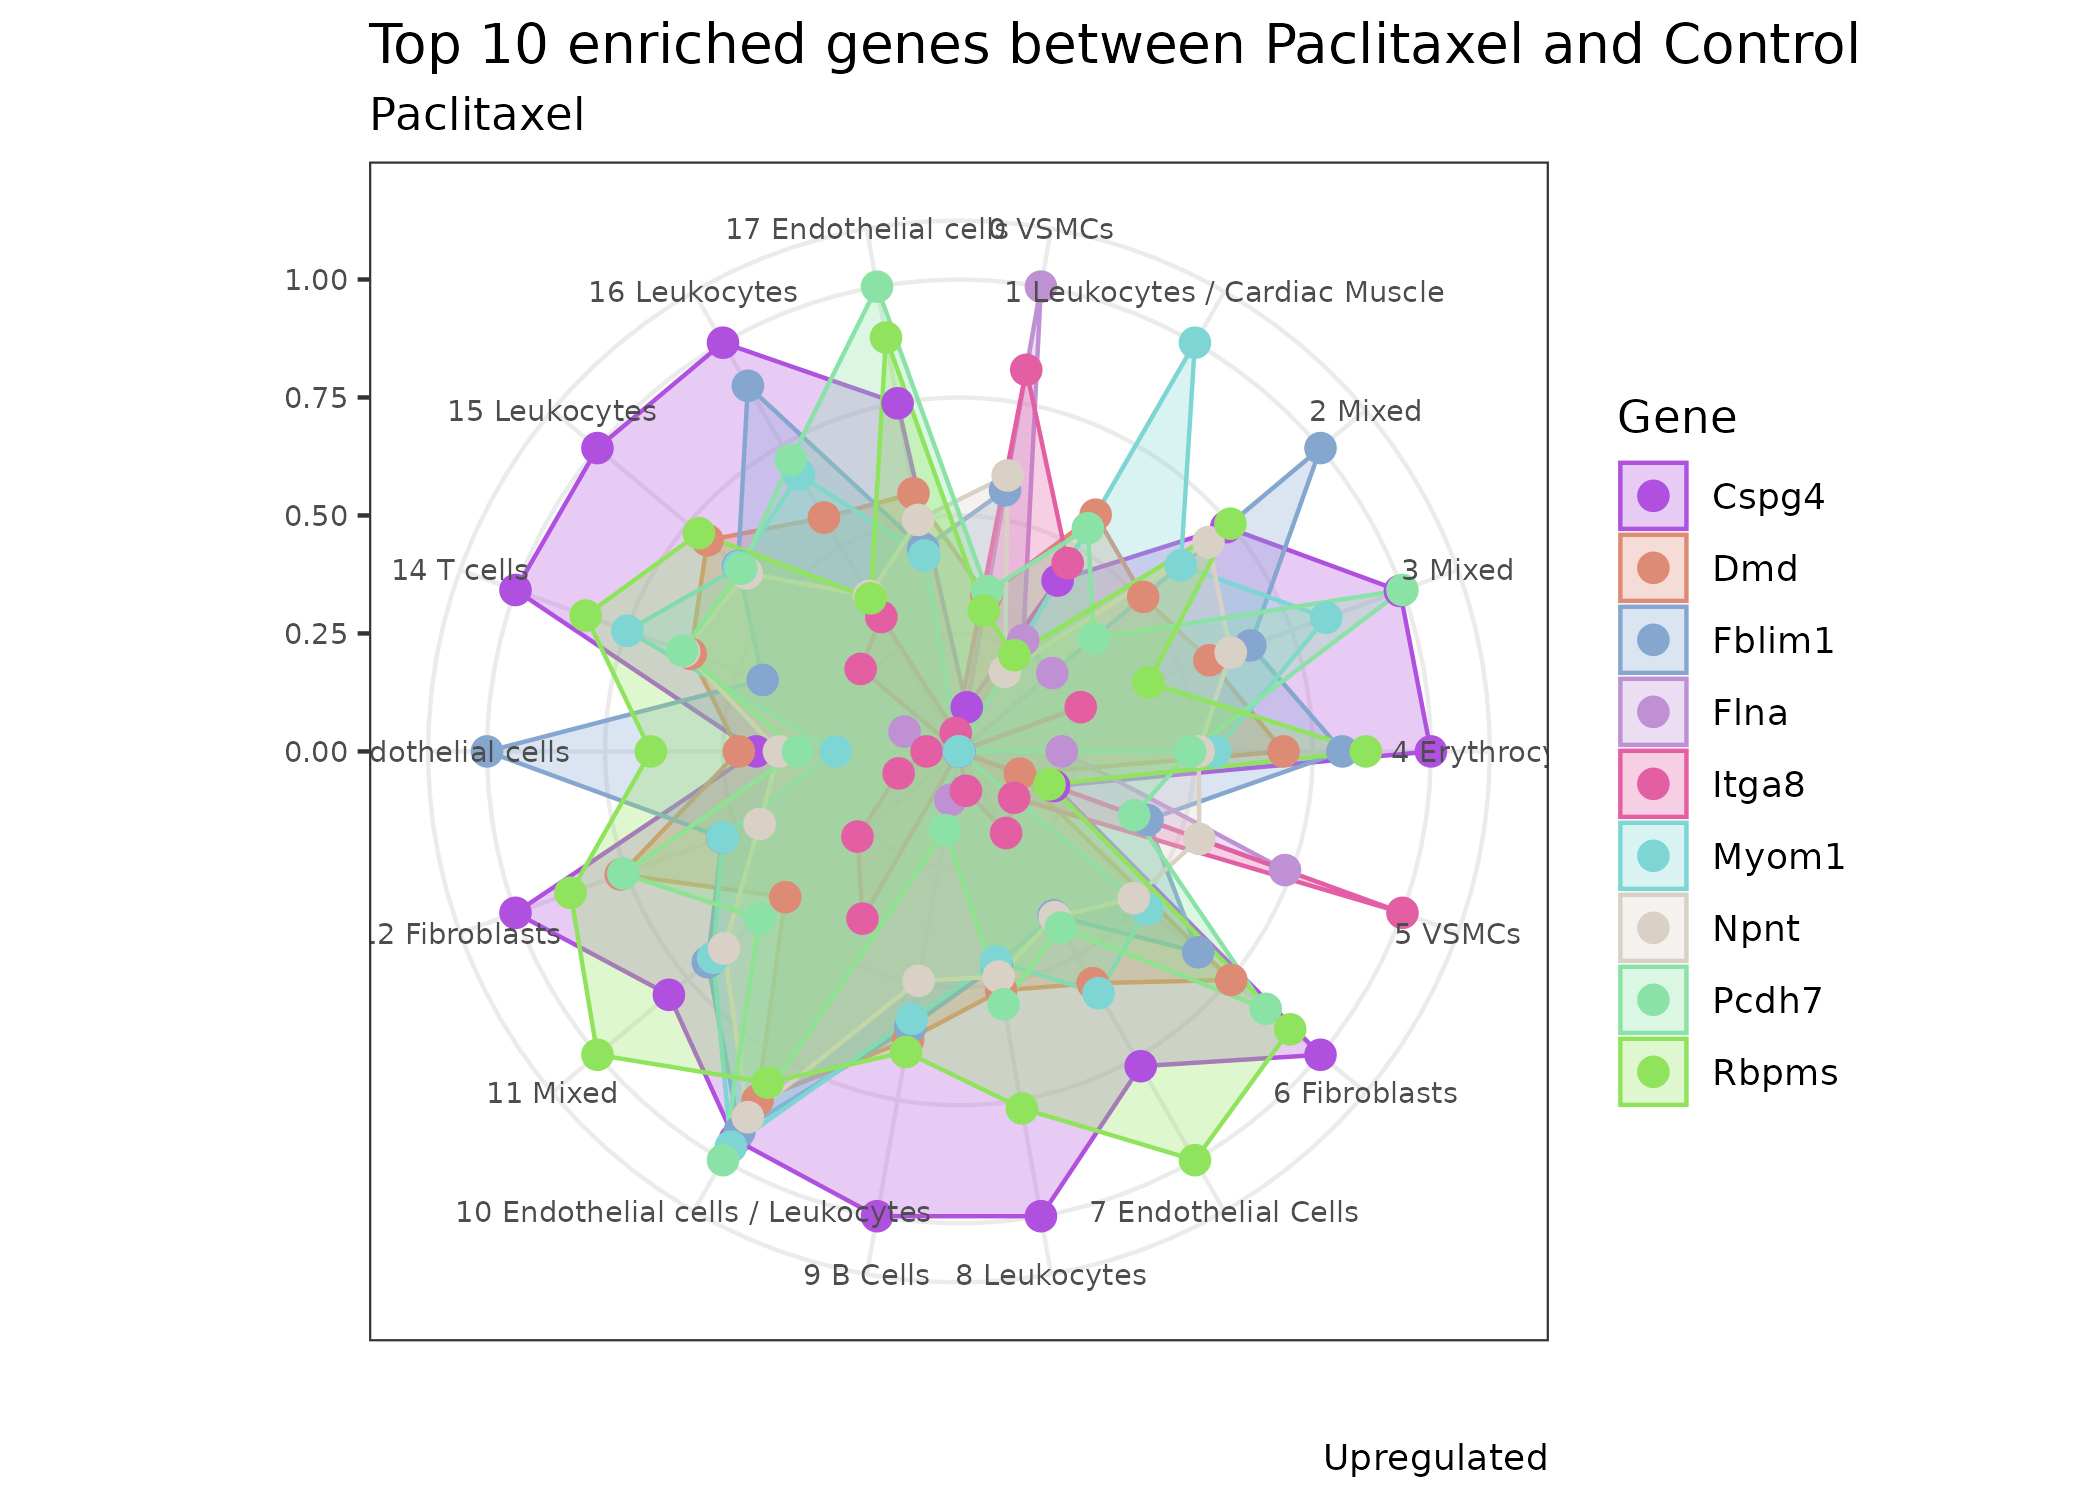 Top 10 enriched genes between Paclitaxel and Control
Paclitaxel
17 Endothelial cells
0 VSMCs
16 Leukocytes
1 Leukocytes / Cardiac Muscle
15 Leukocytes
2 Mixed
14 T cells
3 Mixed
dothelial cells
4 Erythrocy
2 Fibroblasts
5 VSMCs
11 Mixed
6 Fibroblasts
10 Endothelial cells / Leukocytes
7 Endothelial Cells
9 B Cells
8 Leukocytes
1.00
0.75
0.50
0.25
0.00
Gene
Cspg4
Dmd
Fblim1
Flna
Itga8
Myom1
Npnt
Pcdh7
Rbpms
Upregulated